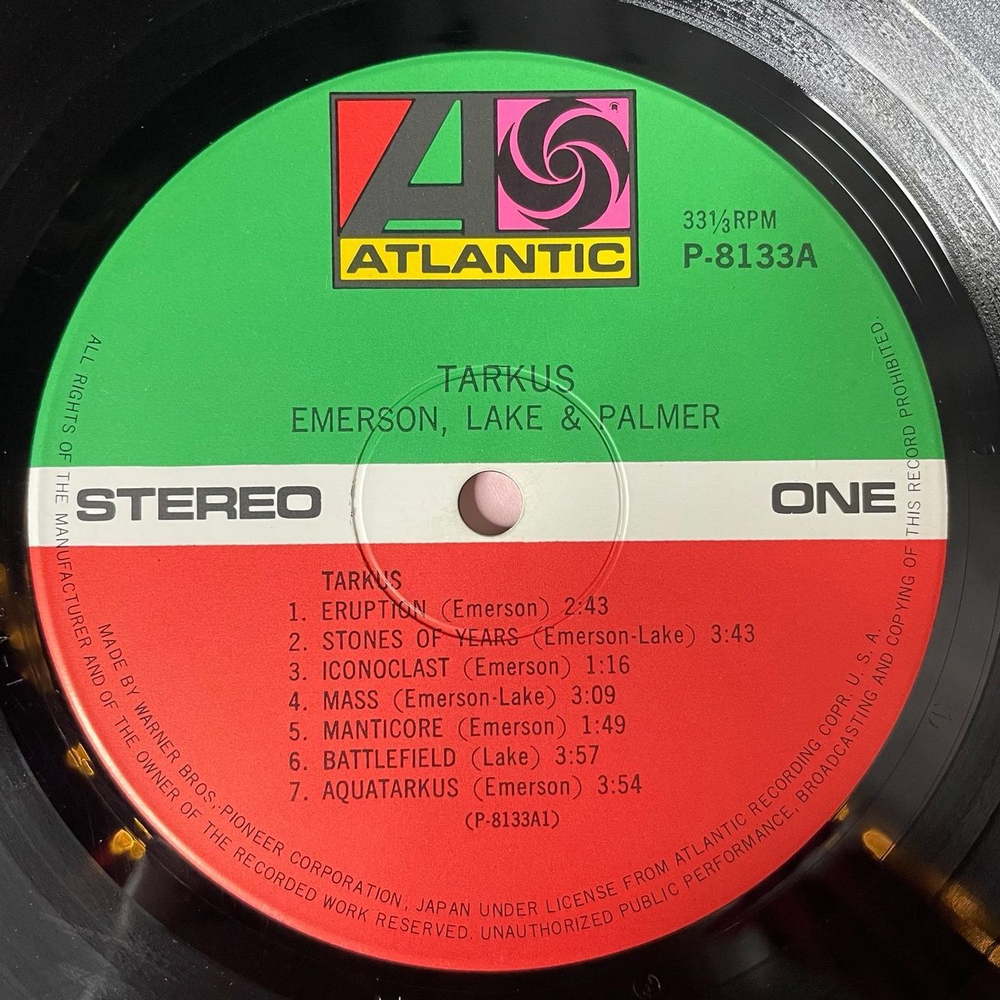 ®
ATLANTIC
33⅓RPM
P-8133A
TARKUS
EMERSON, LAKE & PALMER
STEREO
ONE
TARKUS
1. ERUPTION (Emerson) 2:43
2. STONES OF YEARS (Emerson-Lake) 3:43
3. ICONOCLAST (Emerson) 1:16
4. MASS (Emerson-Lake) 3:09
5. MANTICORE (Emerson) 1:49
6. BATTLEFIELD (Lake) 3:57
7. AQUATARKUS (Emerson) 3:54
(P-8133A1)
MADE BY WARNER BROS.-PIONEER CORPORATION, JAPAN UNDER LICENSE FROM ATLANTIC RECORDING COPR. U. S. A.
ALL RIGHTS OF THE MANUFACTURER AND OF THE OWNER OF THE RECORDED WORK RESERVED. UNAUTHORIZED PUBLIC PERFORMANCE, BROADCASTING AND COPYING OF THIS RECORD PROHIBITED.